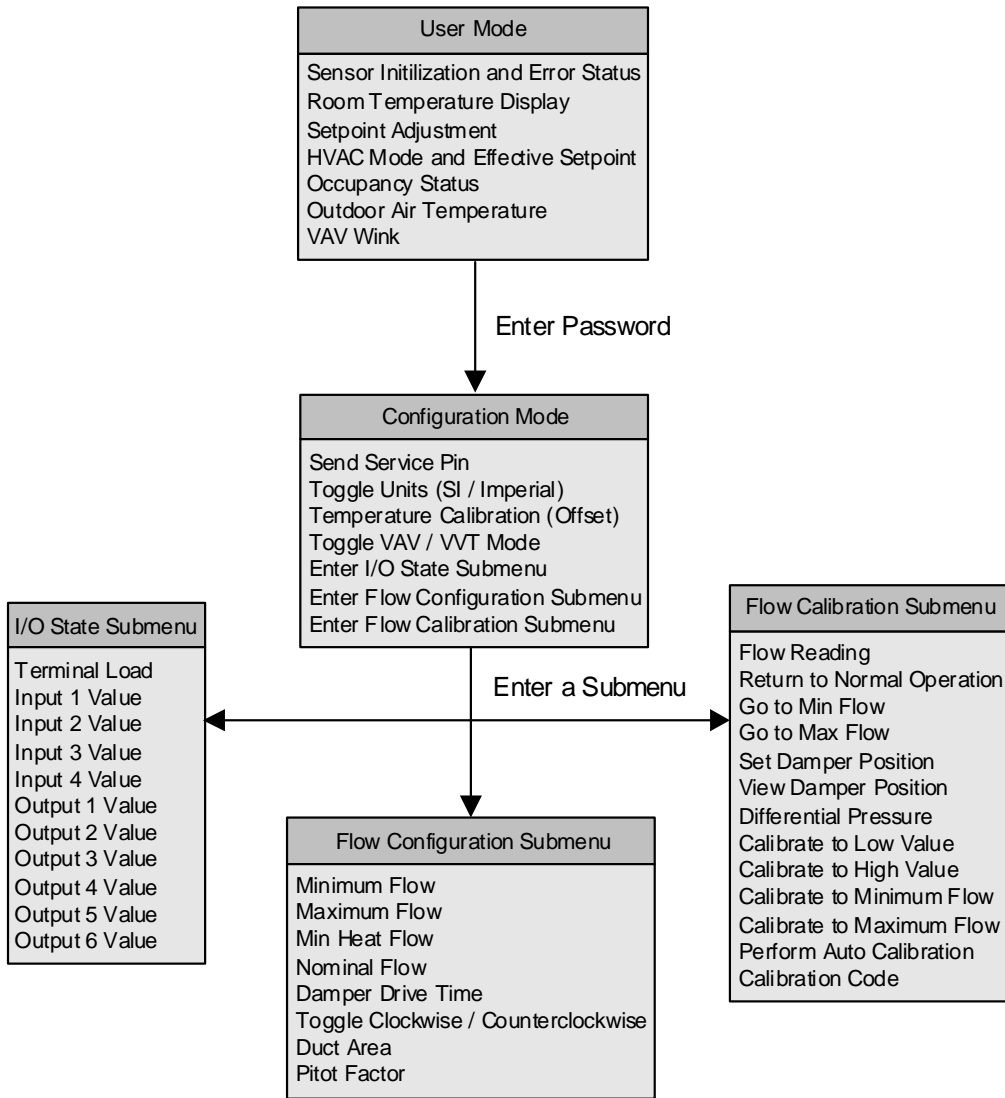 User Mode
Sensor Initilization and Error Status
Room Temperature Display
Setpoint Adjustment
HVAC Mode and Effective Setpoint
Occupancy Status
Outdoor Air Temperature
VAV Wink
Enter Password
Configuration Mode
Send Service Pin
Toggle Units (SI / Imperial)
Temperature Calibration (Offset)
Toggle VAV / VVT Mode
Enter I/O State Submenu
Enter Flow Configuration Submenu
Enter Flow Calibration Submenu
Enter a Submenu
I/O State Submenu
Terminal Load
Input 1 Value
Input 2 Value
Input 3 Value
Input 4 Value
Output 1 Value
Output 2 Value
Output 3 Value
Output 4 Value
Output 5 Value
Output 6 Value
Flow Configuration Submenu
Minimum Flow
Maximum Flow
Min Heat Flow
Nominal Flow
Damper Drive Time
Toggle Clockwise / Counterclockwise
Duct Area
Pitot Factor
Flow Calibration Submenu
Flow Reading
Return to Normal Operation
Go to Min Flow
Go to Max Flow
Set Damper Position
View Damper Position
Differential Pressure
Calibrate to Low Value
Calibrate to High Value
Calibrate to Minimum Flow
Calibrate to Maximum Flow
Perform Auto Calibration
Calibration Code